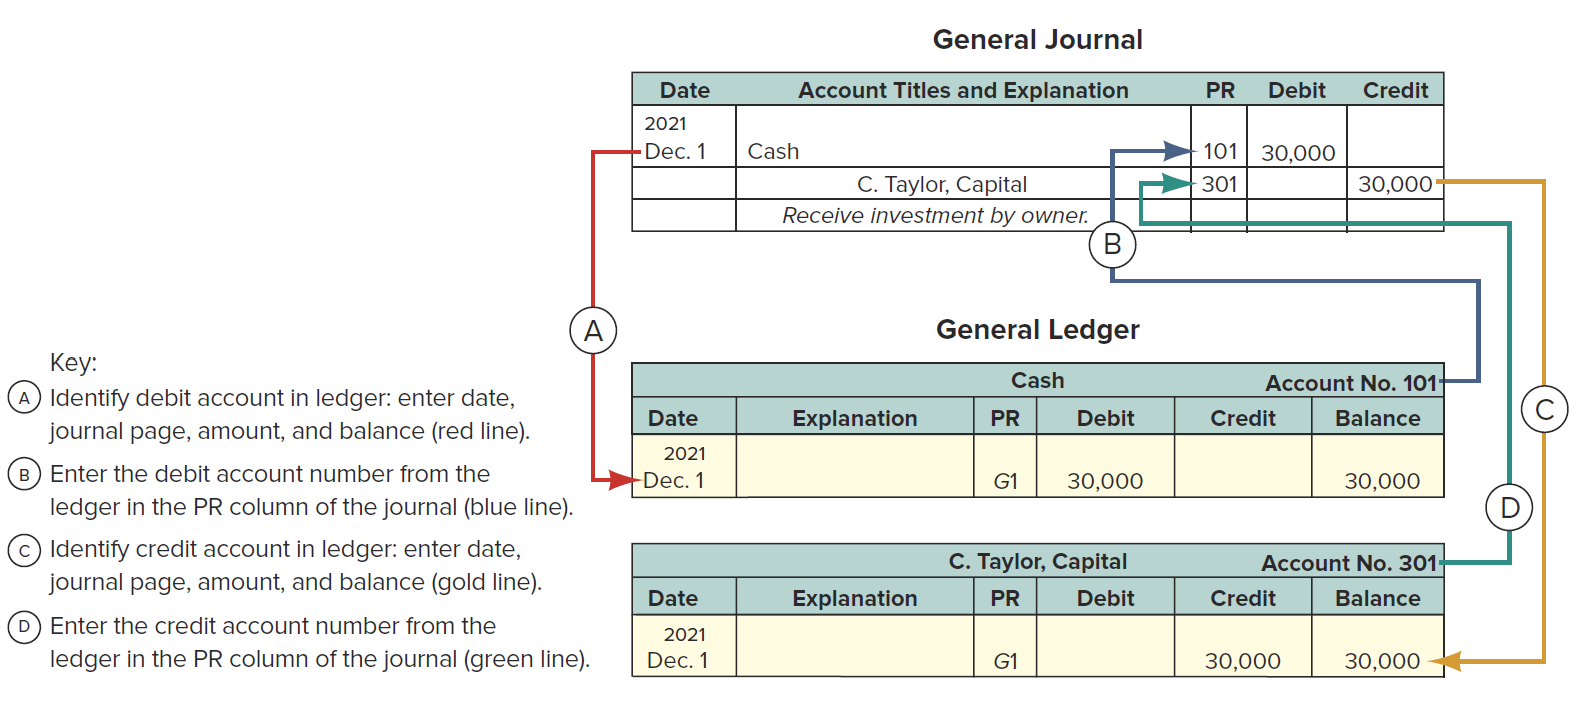 General Journal
Date Account Titles and Explanation PR Debit Credit
2021
Dec. 1 Cash 101 30,000
C. Taylor, Capital 301 30,000
Receive investment by owner.
B
A
General Ledger
Key:
A Identify debit account in ledger: enter date,
journal page, amount, and balance (red line).
B Enter the debit account number from the
ledger in the PR column of the journal (blue line).
C Identify credit account in ledger: enter date,
journal page, amount, and balance (gold line).
D Enter the credit account number from the
ledger in the PR column of the journal (green line).
Cash Account No. 101
Date Explanation PR Debit Credit Balance
2021
Dec. 1 G1 30,000 30,000
C
D
C. Taylor, Capital Account No. 301
Date Explanation PR Debit Credit Balance
2021
Dec. 1 G1 30,000 30,000